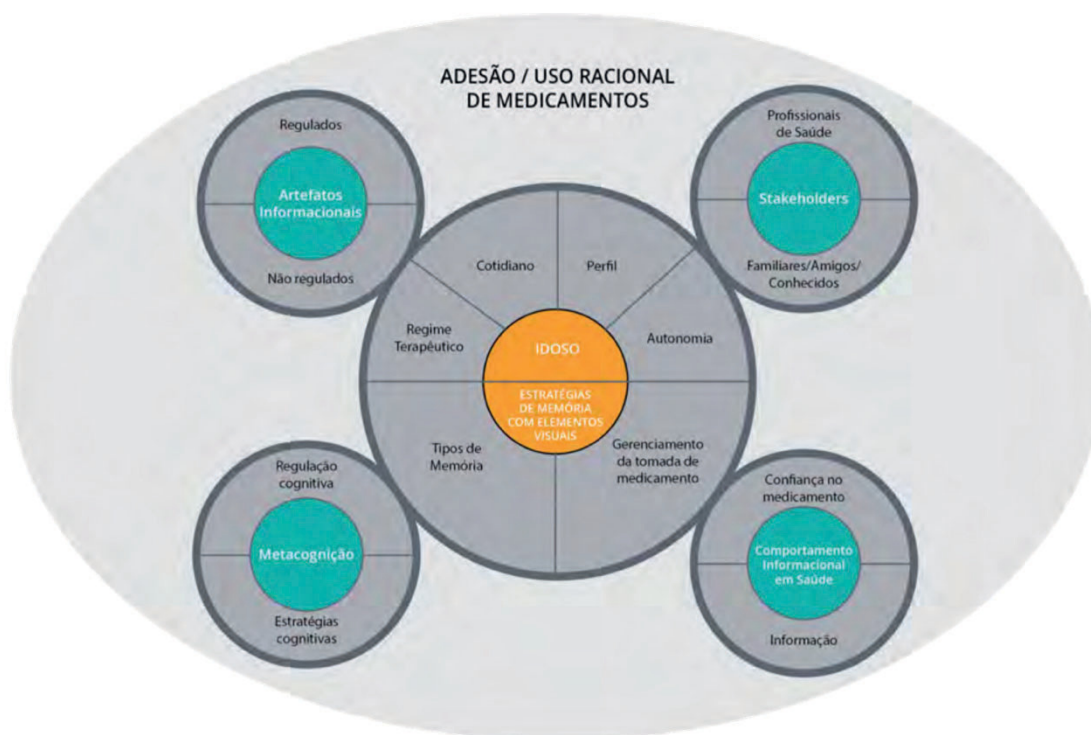 ADESÃO / USO RACIONAL
DE MEDICAMENTOS
Regulados
Artefatos
Informacionais
Não regulados
Profissionais
de Saúde
Stakeholders
Familiares/Amigos/
Conhecidos
Cotidiano
Perfil
Regime
Terapêutico
Autonomia
IDOSO
ESTRATÉGIAS
DE MEMÓRIA
COM ELEMENTOS
VISUAIS
Tipos de
Memória
Gerenciamento
da tomada de
medicamento
Regulação
cognitiva
Metacognição
Estratégias
cognitivas
Confiança no
medicamento
Comportamento
Informacional
em Saúde
Informação